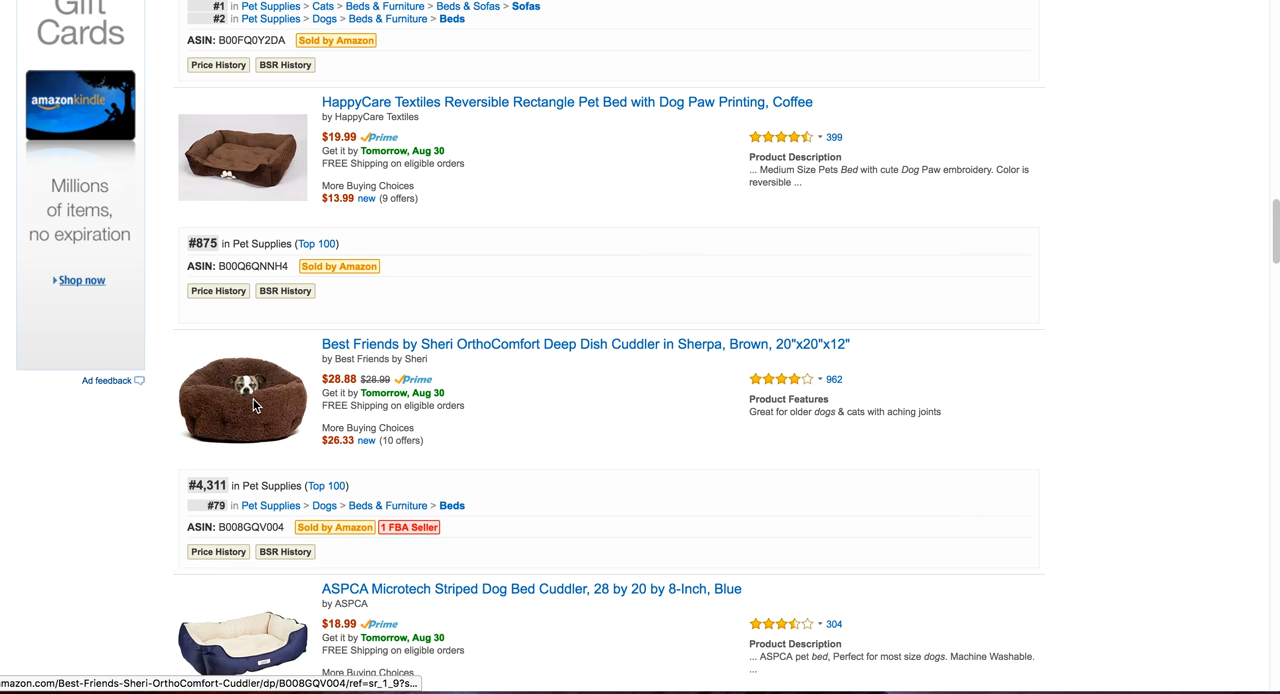 Gift
Cards
amazonkindle
Millions
of items,
no expiration
Shop now
Ad feedback
#1 in Pet Supplies > Cats > Beds & Furniture > Beds & Sofas > Sofas
#2 in Pet Supplies > Dogs > Beds & Furniture > Beds
ASIN: B00FQ0Y2DA Sold by Amazon
Price History BSR History
HappyCare Textiles Reversible Rectangle Pet Bed with Dog Paw Printing, Coffee
by HappyCare Textiles
$19.99 Prime
Get it by Tomorrow, Aug 30
FREE Shipping on eligible orders
More Buying Choices
$13.99 new (9 offers)
399
Product Description
... Medium Size Pets Bed with cute Dog Paw embroidery. Color is
reversible ...
#875 in Pet Supplies (Top 100)
ASIN: B00Q6QNNH4 Sold by Amazon
Price History BSR History
Best Friends by Sheri OrthoComfort Deep Dish Cuddler in Sherpa, Brown, 20"x20"x12"
by Best Friends by Sheri
$28.88 $28.99 Prime
Get it by Tomorrow, Aug 30
FREE Shipping on eligible orders
More Buying Choices
$26.33 new (10 offers)
962
Product Features
Great for older dogs & cats with aching joints
#4,311 in Pet Supplies (Top 100)
#79 in Pet Supplies > Dogs > Beds & Furniture > Beds
ASIN: B008GQV004 Sold by Amazon 1 FBA Seller
Price History BSR History
ASPCA Microtech Striped Dog Bed Cuddler, 28 by 20 by 8-Inch, Blue
by ASPCA
$18.99 Prime
Get it by Tomorrow, Aug 30
FREE Shipping on eligible orders
More Buying Choices
304
Product Description
... ASPCA pet bed, Perfect for most size dogs. Machine Washable.
...
mazon.com/Best-Friends-Sheri-OrthoComfort-Cuddler/dp/B008GQV004/ref=sr_1_9?s...